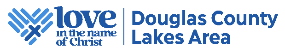 love
in the name
of Christ
Douglas County
Lakes Area